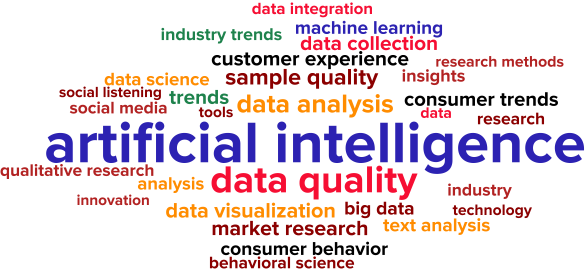 data integration
industry trends machine learning
data collection
customer experience research methods
data science sample quality insights
social listening trends data analysis consumer trends
social media tools data research
artificial intelligence
qualitative research analysis data quality industry
innovation data visualization big data technology
market research text analysis
consumer behavior
behavioral science